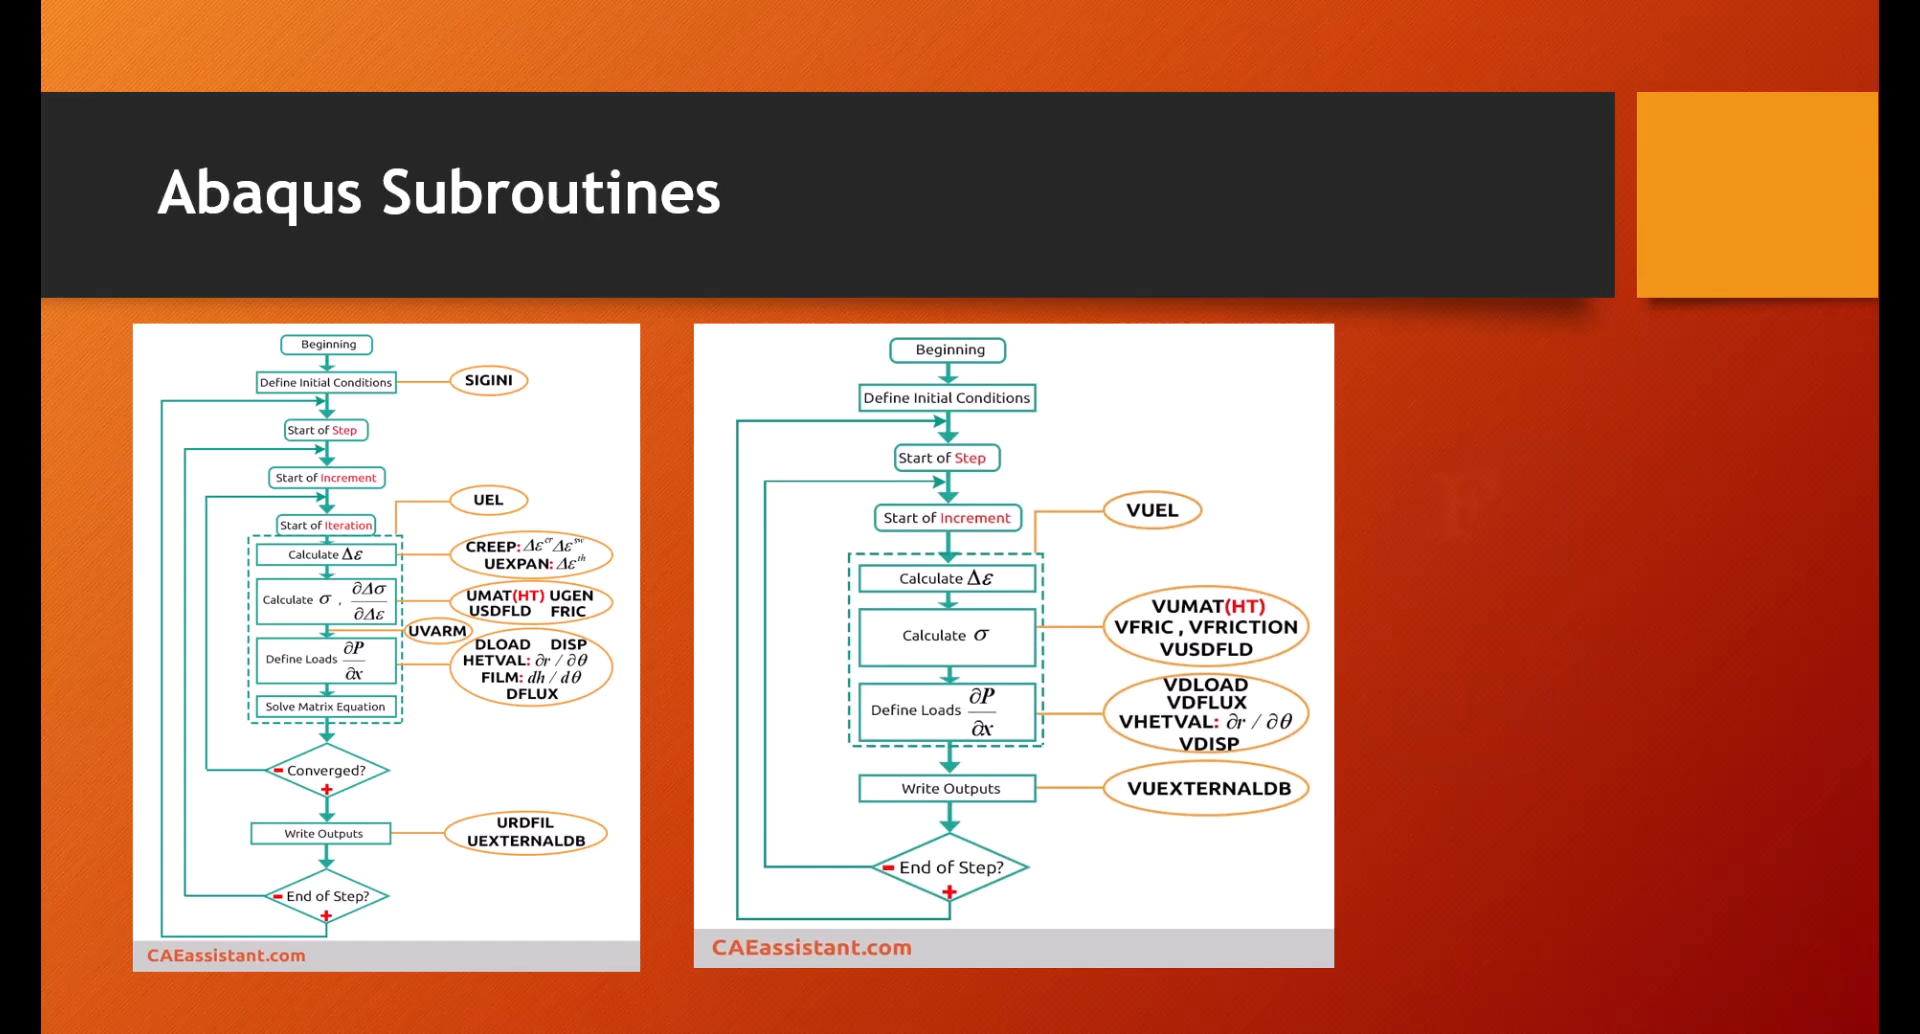 Abaqus Subroutines
Beginning
Define Initial Conditions
SIGINI
Start of Step
Start of Increment
UEL
Start of Iteration
Calculate Δε
CREEP: Δε^cr Δε^sw
UEXPAN: Δε^th
Calculate σ , ∂Δσ / ∂Δε
UMAT(HT) UGEN
USDFLD FRIC
UVARM
Define Loads ∂P / ∂x
DLOAD DISP
HETVAL: ∂r / ∂θ
FILM: dh / dθ
DFLUX
Solve Matrix Equation
- Converged?
+
Write Outputs
URDFIL
UEXTERNALDB
- End of Step?
+
CAEassistant.com
Beginning
Define Initial Conditions
Start of Step
Start of Increment
VUEL
Calculate Δε
Calculate σ
VUMAT(HT)
VFRIC , VFRICTION
VUSDFLD
Define Loads ∂P / ∂x
VDLOAD
VDFLUX
VHETVAL: ∂r / ∂θ
VDISP
Write Outputs
VUEXTERNALDB
- End of Step?
+
CAEassistant.com